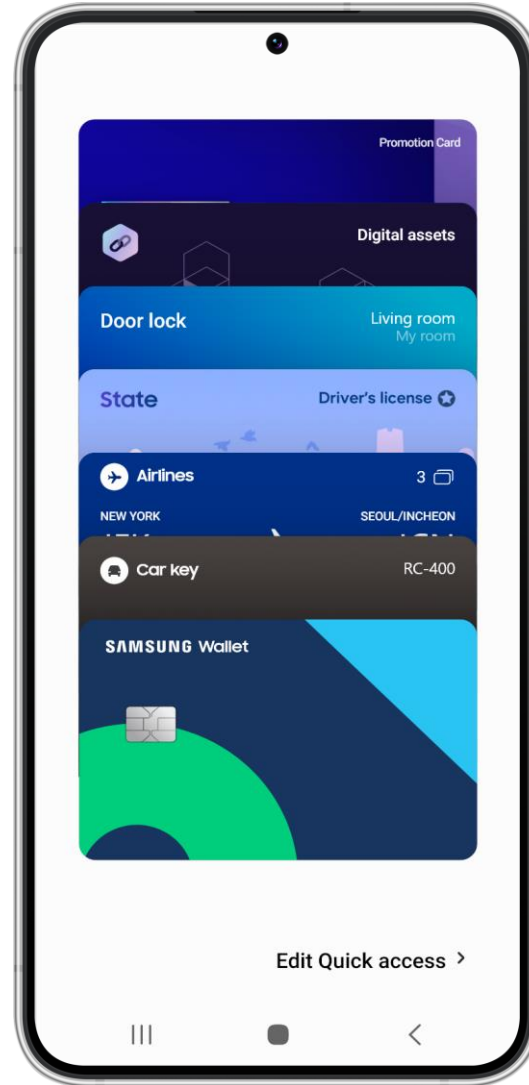 Promotion Card
Digital assets
Door lock
Living room
My room
State
Driver's license
Airlines
3
NEW YORK
SEOUL/INCHEON
Car key
RC-400
SAMSUNG Wallet
Edit Quick access >